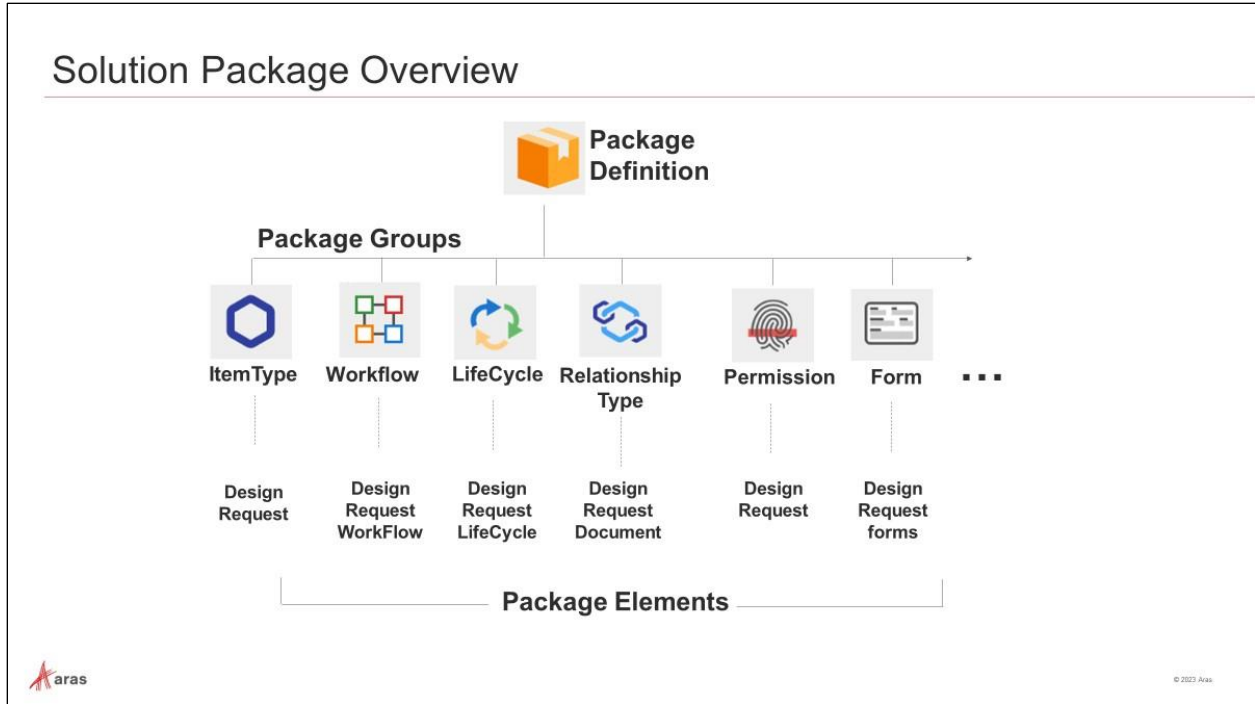 Solution Package Overview
Package
Definition
Package Groups
ItemType
Workflow
LifeCycle
Relationship
Type
Permission
Form
...
Design
Request
Design
Request
WorkFlow
Design
Request
LifeCycle
Design
Request
Document
Design
Request
Design
Request
forms
Package Elements
aras
© 2023 Aras